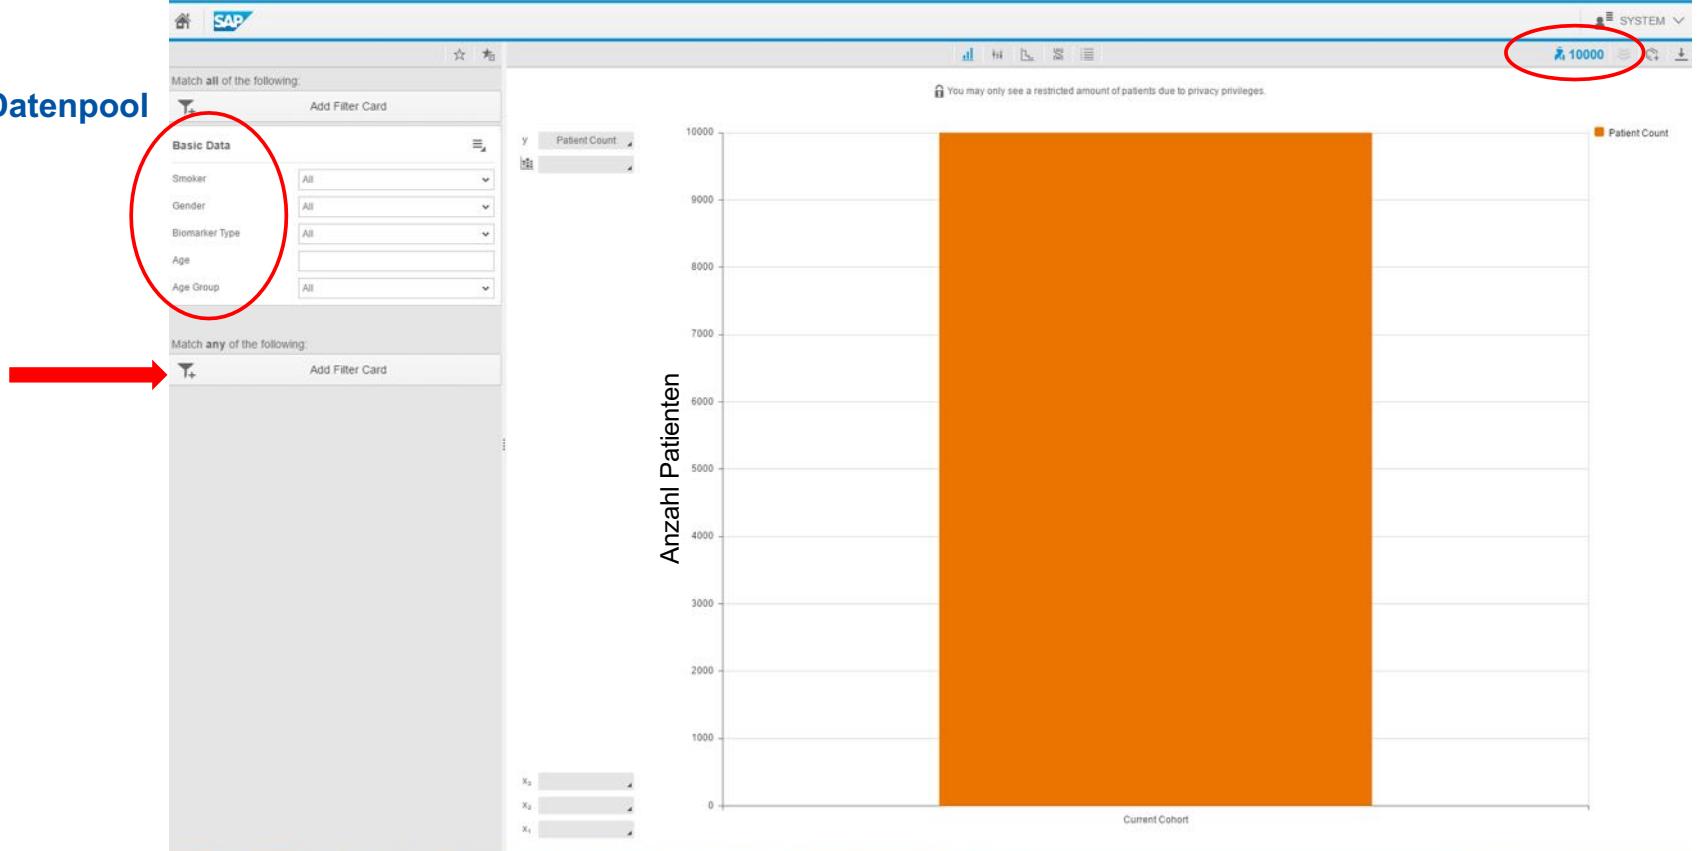 SAP
SYSTEM
10000
Match all of the following:
Datenpool
Add Filter Card
Basic Data
Smoker All
Gender All
Biomarker Type All
Age
Age Group All
Match any of the following:
Add Filter Card
You may only see a restricted amount of patients due to privacy privileges.
y Patient Count
Patient Count
Anzahl Patienten
10000
9000
8000
7000
6000
5000
4000
3000
2000
1000
0
Current Cohort
X₃
X₂
X₁